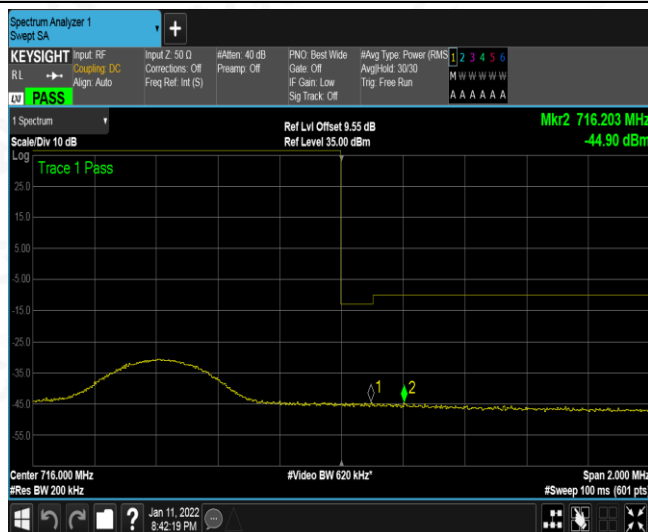 Spectrum Analyzer 1
Swept SA
+
KEYSIGHT
RL
LXI PASS
Input: RF
Coupling: DC
Align: Auto
Input Z: 50 Ω
Corrections: Off
Freq Ref: Int (S)
#Atten: 40 dB
Preamp: Off
PNO: Best Wide
Gate: Off
IF Gain: Low
Sig Track: Off
#Avg Type: Power (RMS
Avg|Hold: 30/30
Trig: Free Run
1 2 3 4 5 6
M W W W W W
A A A A A A
1 Spectrum
Scale/Div 10 dB
Ref Lvl Offset 9.55 dB
Ref Level 35.00 dBm
Mkr2 716.203 MHz
-44.90 dBm
Log
Trace 1 Pass
25.0
15.0
5.00
-5.00
-15.0
-25.0
-35.0
-45.0
-55.0
1
2
Center 716.000 MHz
#Res BW 200 kHz
#Video BW 620 kHz*
Span 2.000 MHz
#Sweep 100 ms (601 pts)
?
Jan 11, 2022
8:42:19 PM